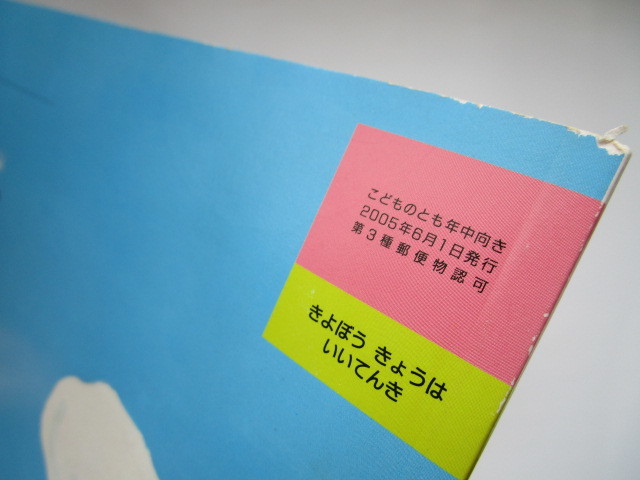 こどものとも年中向き
2005年6月1日発行
第3種郵便物認可
きよぼう きょうは
いいてんき